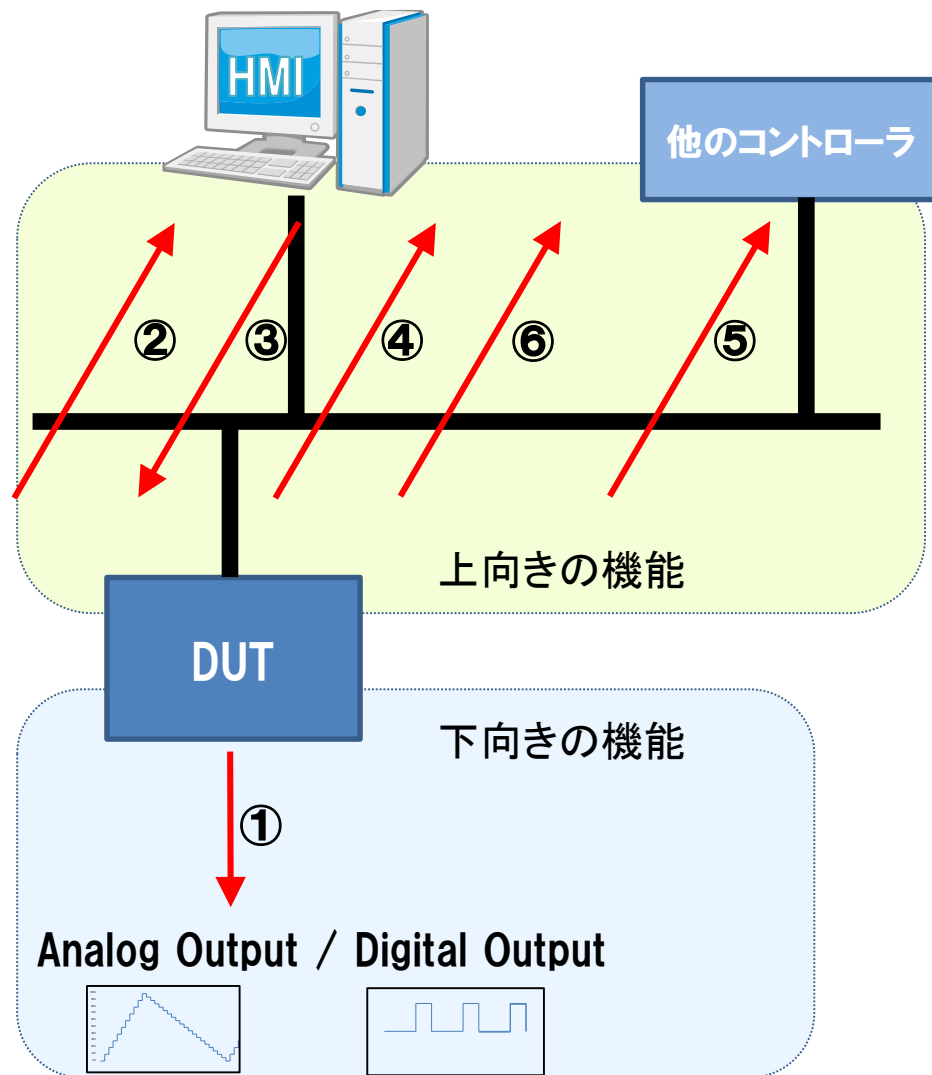 HMI
他のコントローラ
② ③ ④ ⑥ ⑤
上向きの機能
DUT
下向きの機能
①
Analog Output / Digital Output